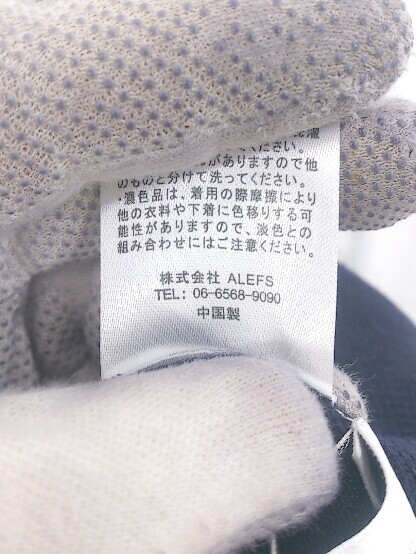 ください。
がありますので他
のものと分けて洗ってください。
・濃色品は、着用の際摩擦により
他の衣料や下着に色移りする可
能性がありますので、淡色との
組み合わせにはご注意ください。
株式会社 ALEFS
TEL: 06-6568-9090
中国製